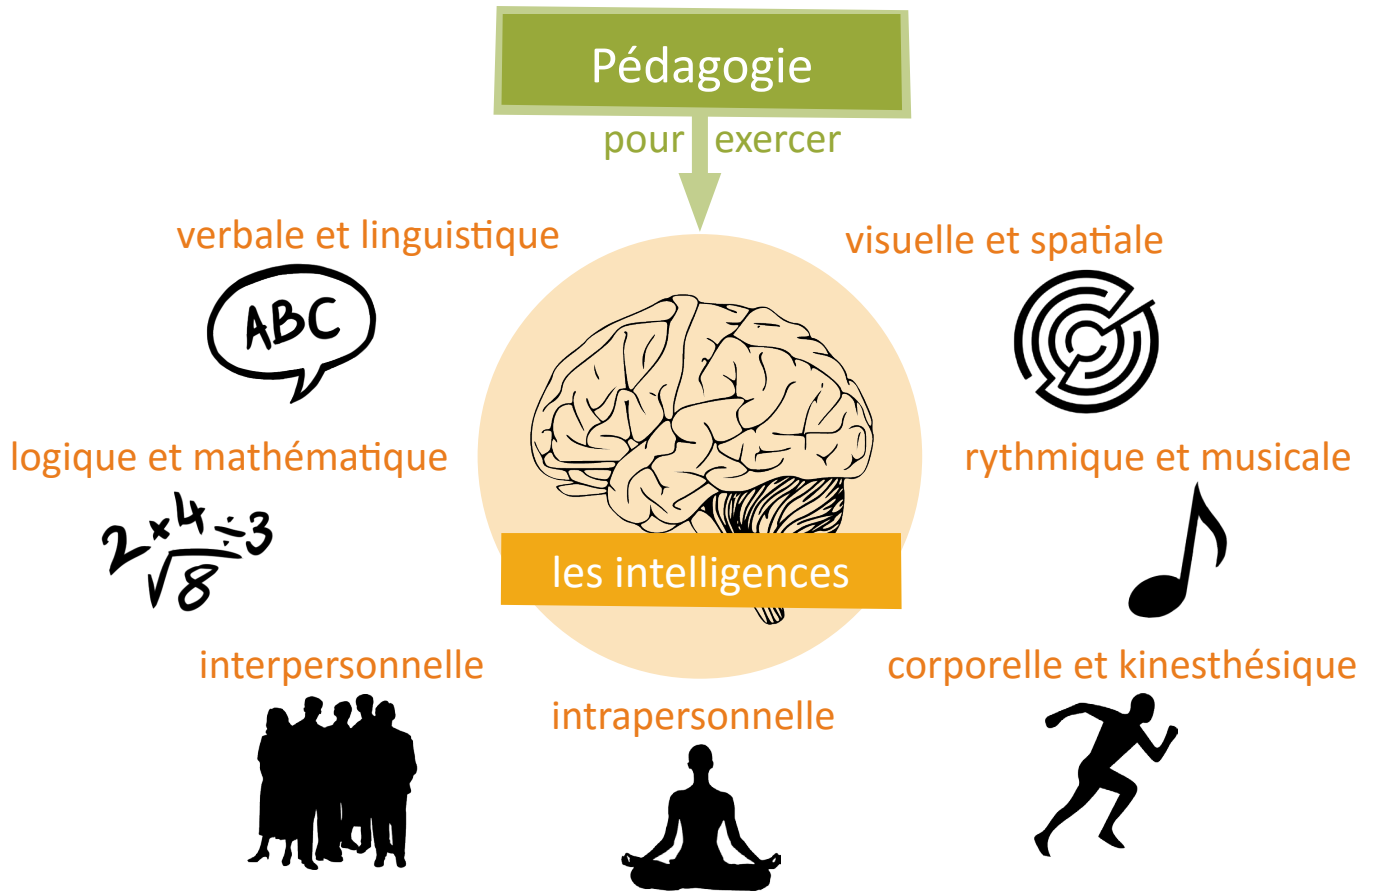 Pédagogie
pour exercer
verbale et linguistique
visuelle et spatiale
ABC
logique et mathématique
rythmique et musicale
2 × 4 ÷ 3
√8
les intelligences
interpersonnelle
corporelle et kinesthésique
intrapersonnelle